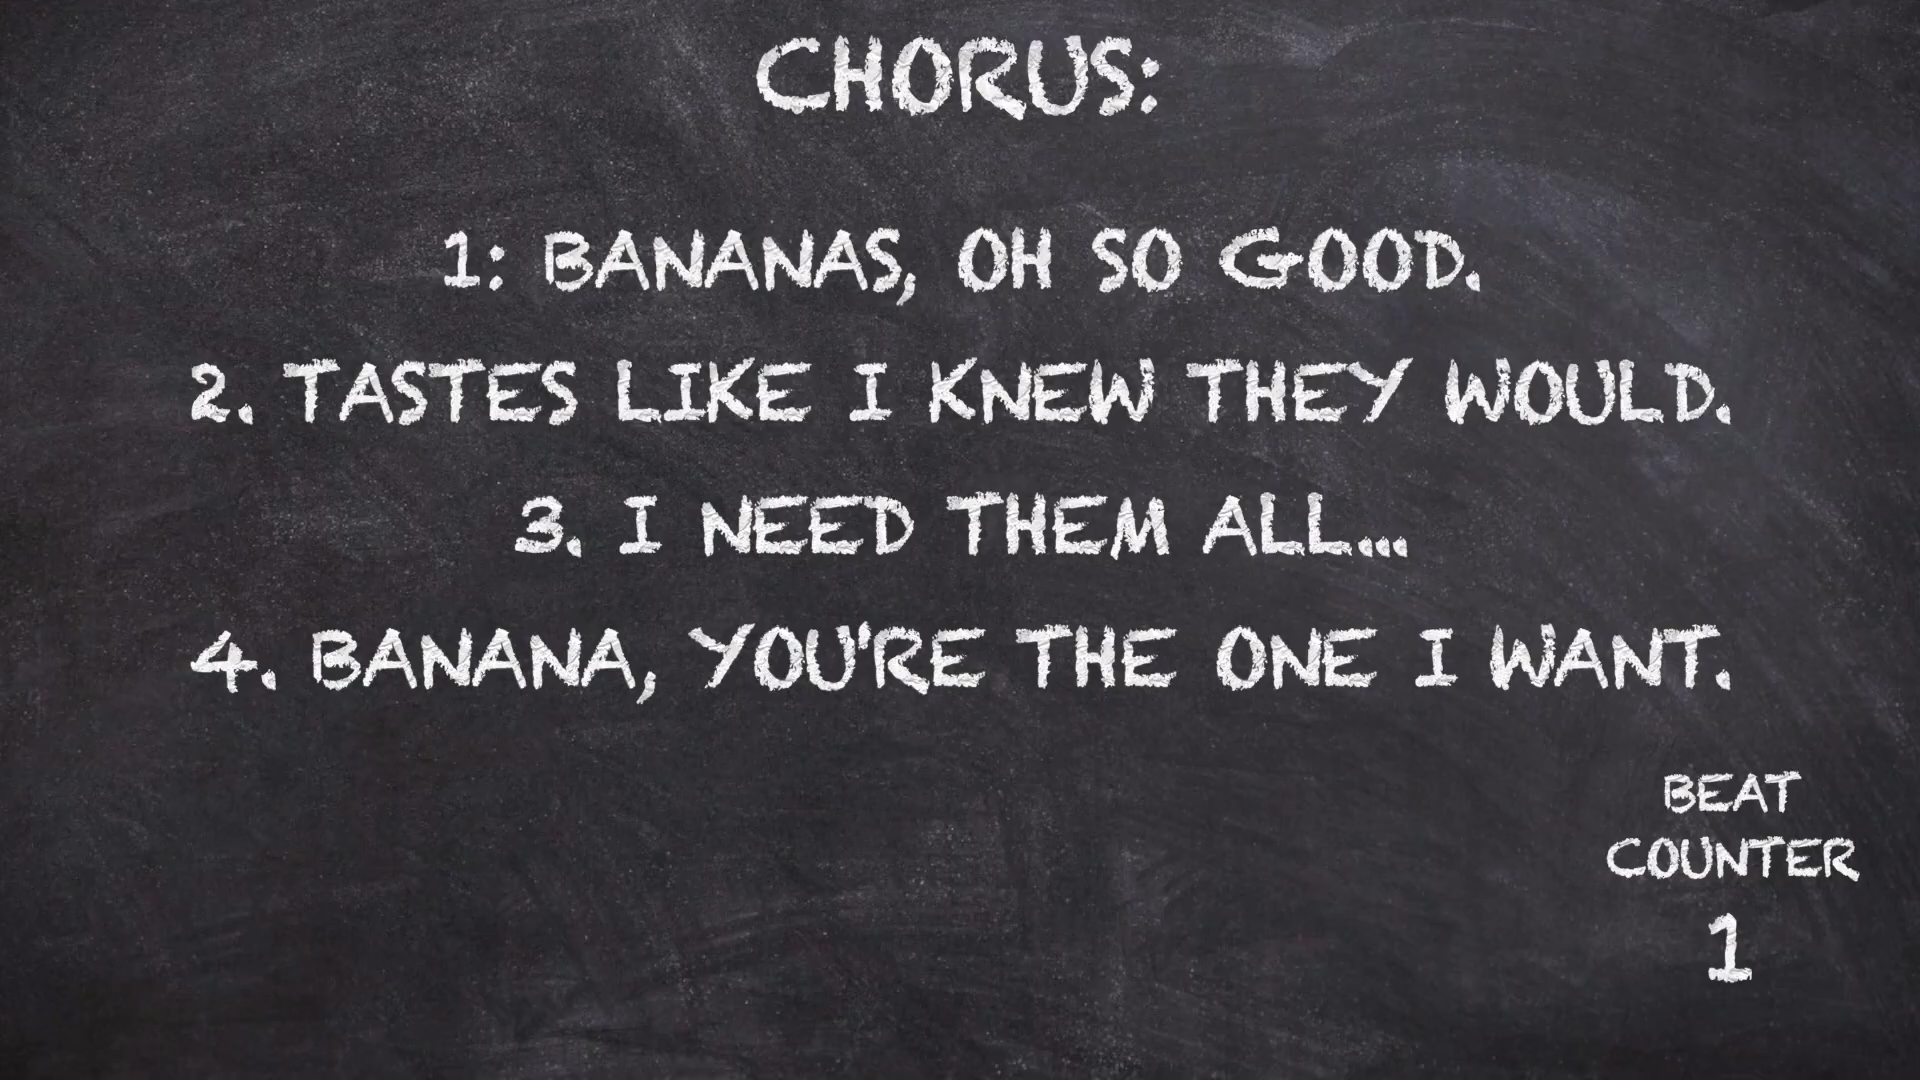 CHORUS:
1: BANANAS, OH SO GOOD.
2. TASTES LIKE I KNEW THEY WOULD.
3. I NEED THEM ALL...
4. BANANA, YOU'RE THE ONE I WANT.
BEAT
COUNTER
1